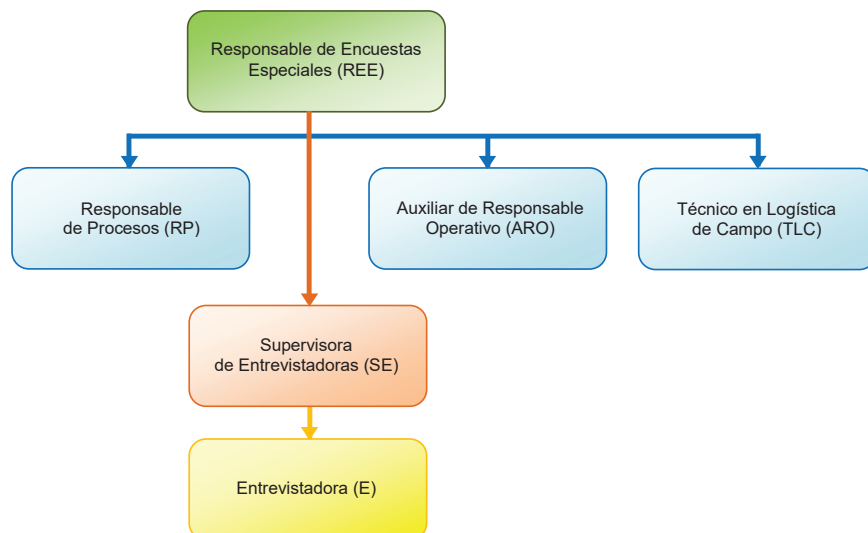 Responsable de Encuestas
Especiales (REE)
Responsable
de Procesos (RP)
Auxiliar de Responsable
Operativo (ARO)
Técnico en Logística
de Campo (TLC)
Supervisora
de Entrevistadoras (SE)
Entrevistadora (E)